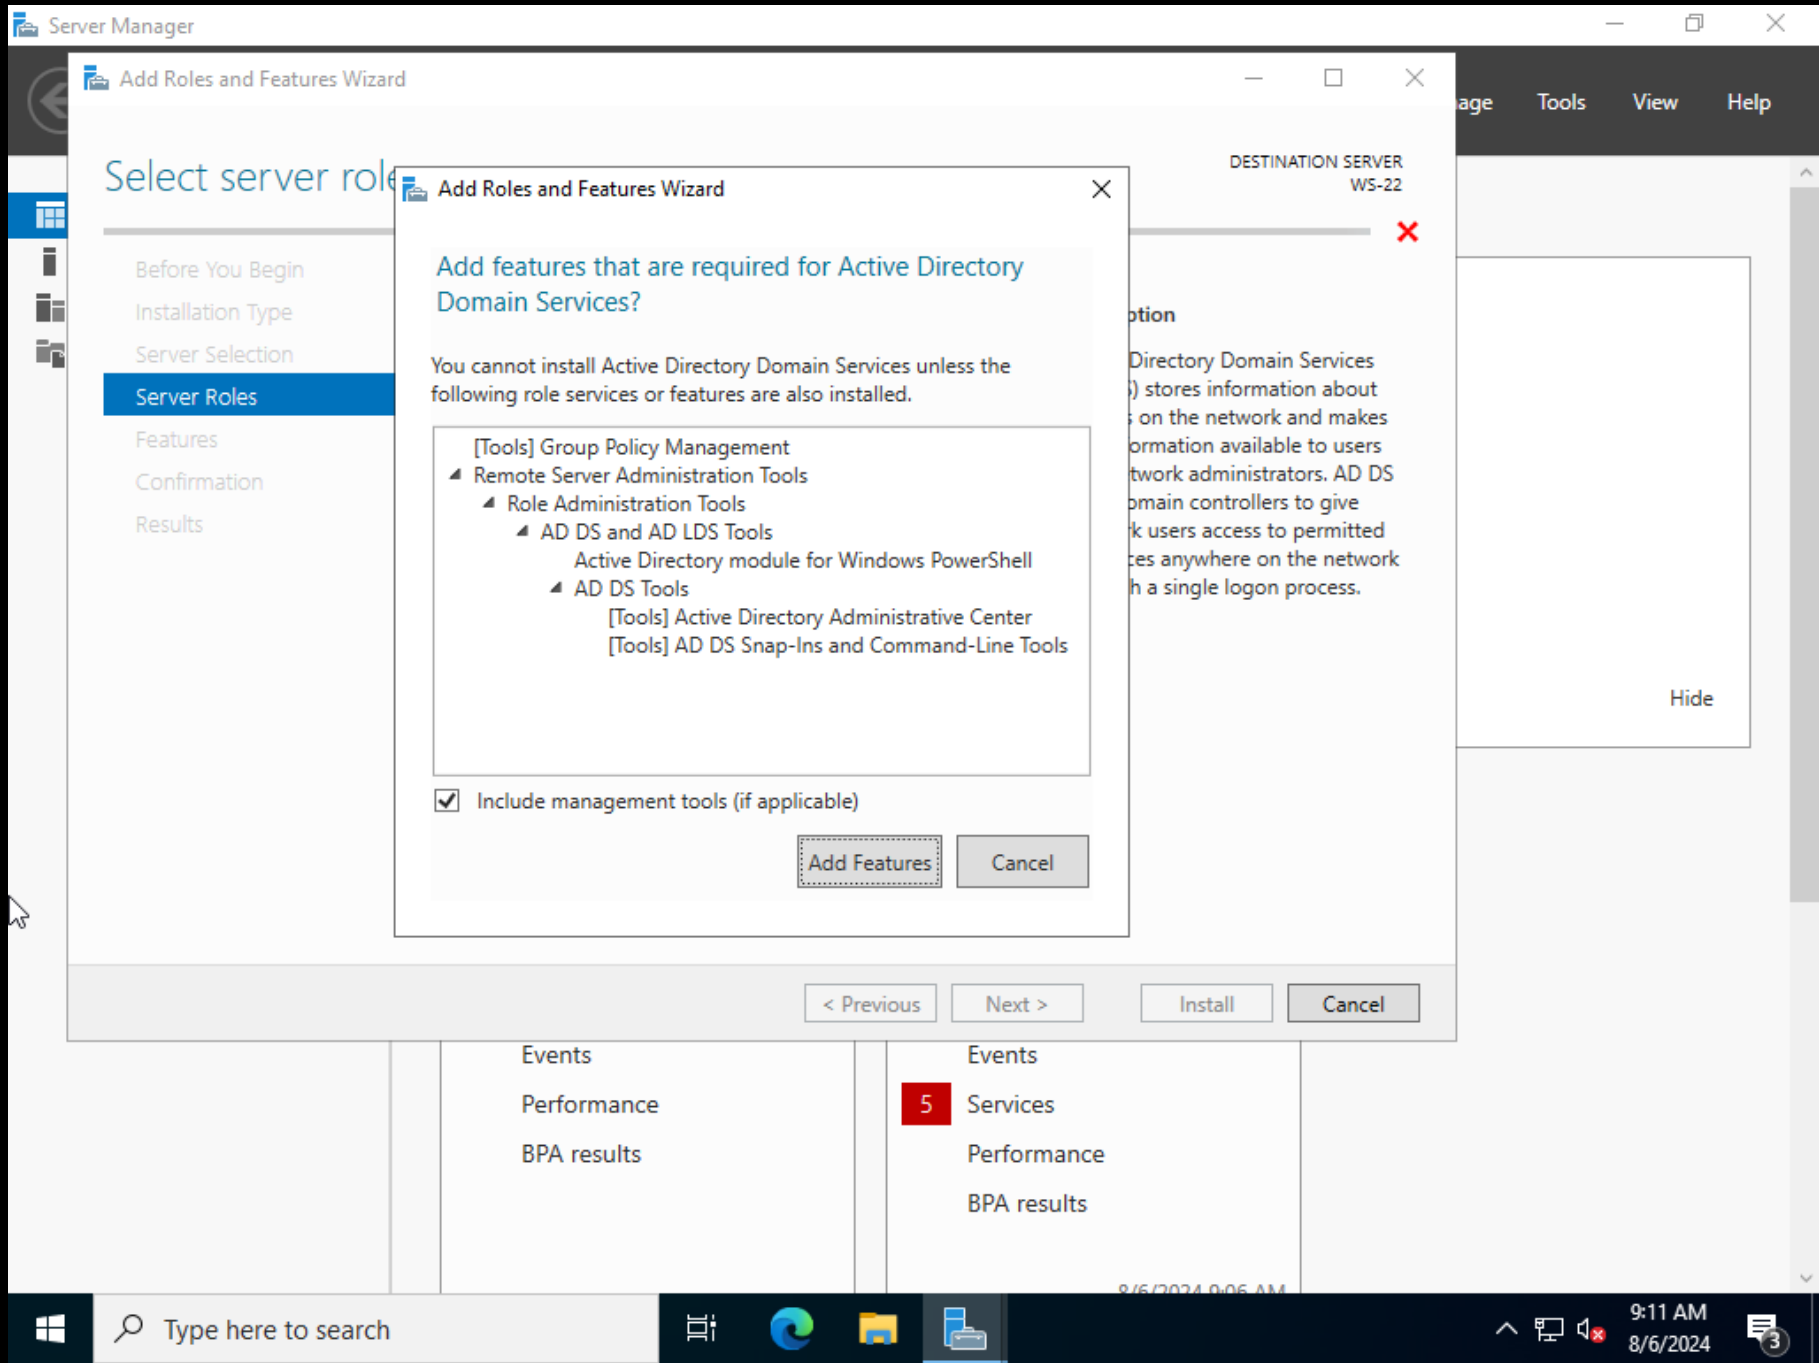 Server Manager
Add Roles and Features Wizard
Tools
View
Help
DESTINATION SERVER
WS-22
Add Roles and Features Wizard
Add features that are required for Active Directory
Domain Services?
You cannot install Active Directory Domain Services unless the
following role services or features are also installed.
[Tools] Group Policy Management
Remote Server Administration Tools
Role Administration Tools
AD DS and AD LDS Tools
Active Directory module for Windows PowerShell
AD DS Tools
[Tools] Active Directory Administrative Center
[Tools] AD DS Snap-Ins and Command-Line Tools
Include management tools (if applicable)
Add Features
Cancel
Select server
Before You Begin
Installation Type
Server Selection
Server Roles
Features
Confirmation
Results
Directory Domain Services
stores information about
on the network and makes
available to users
administrators. AD DS
controllers to give
users access to permitted
anywhere on the network
a single logon process.
Hide
< Previous
Next >
Install
Cancel
Events
Performance
BPA results
Events
5 Services
Performance
BPA results
8/6/2024 9:06 AM
Type here to search
9:11 AM
8/6/2024
3